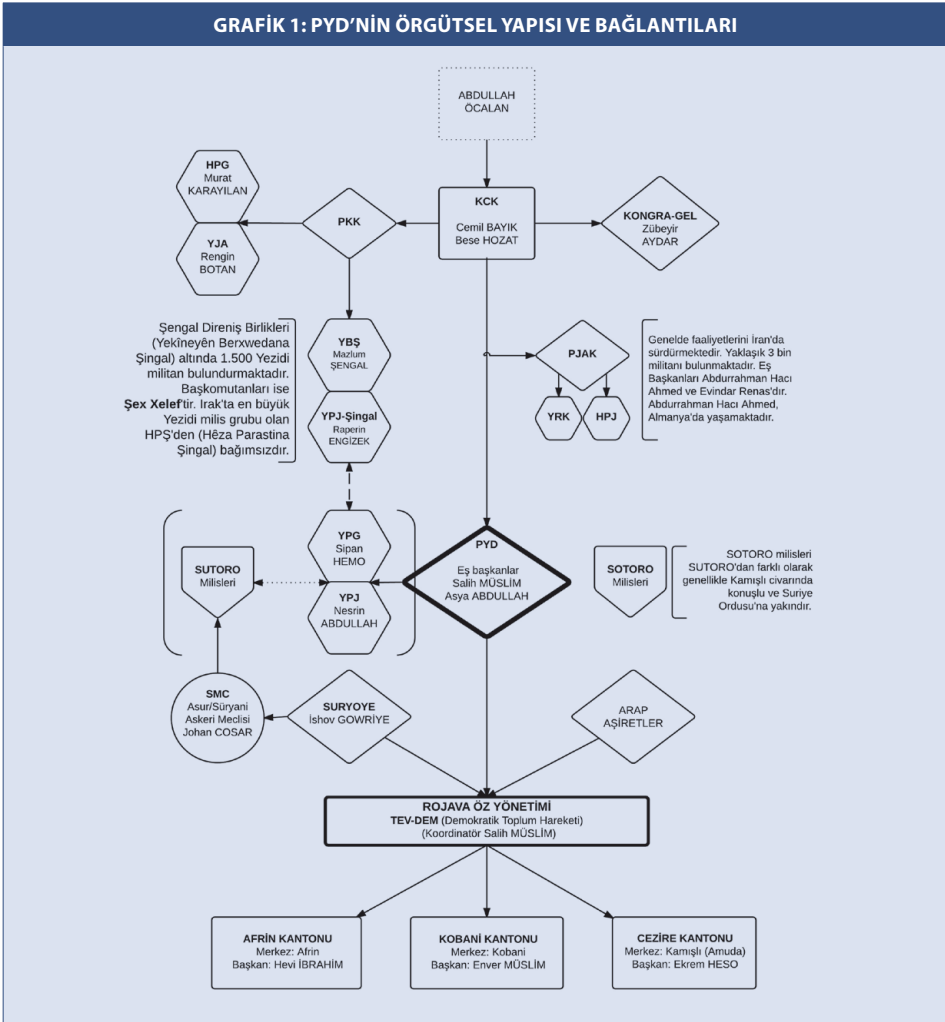 GRAFİK 1: PYD'NİN ÖRGÜTSEL YAPISI VE BAĞLANTILARI
ABDULLAH
ÖCALAN
HPG
Murat
KARAYILAN
YJA
Rengin
BOTAN
PKK
KCK
Cemil BAYIK
Bese HOZAT
KONGRA-GEL
Zübeyir
AYDAR
Şengal Direniş Birlikleri
(Yekîneyên Berxwedana
Şingal) altında 1.500 Yezidi
militan bulundurmaktadır.
Başkomutanları ise
Şex Xelef'tir. Irak'ta en büyük
Yezidi milis grubu olan
HPŞ'den (Hêza Parastina
Şingal) bağımsızdır.
YBŞ
Mazlum
ŞENGAL
YPJ-Şingal
Raperin
ENGİZEK
PJAK
YRK
HPJ
Genelde faaliyetlerini İran'da
sürdürmektedir. Yaklaşık 3 bin
militanı bulunmaktadır. Eş
Başkanları Abdurrahman Hacı
Ahmed ve Evindar Renas'dır.
Abdurrahman Hacı Ahmed,
Almanya'da yaşamaktadır.
SUTORO
Milisleri
YPG
Sipan
HEMO
YPJ
Nesrin
ABDULLAH
PYD
Eş başkanlar
Salih MÜSLİM
Asya ABDULLAH
SOTORO
Milisleri
SOTORO milisleri
SUTORO'dan farklı olarak
genellikle Kamışlı civarında
konuşlu ve Suriye
Ordusu'na yakındır.
SMC
Asur/Süryani
Askeri Meclisi
Johan COSAR
SURYOYE
İshov GOWRİYE
ARAP
AŞİRETLER
ROJAVA ÖZ YÖNETİMİ
TEV-DEM (Demokratik Toplum Hareketi)
(Koordinatör Salih MÜSLİM)
AFRİN KANTONU
Merkez: Afrin
Başkan: Hevi İBRAHİM
KOBANİ KANTONU
Merkez: Kobani
Başkan: Enver MÜSLİM
CEZİRE KANTONU
Merkez: Kamışlı (Amuda)
Başkan: Ekrem HESO